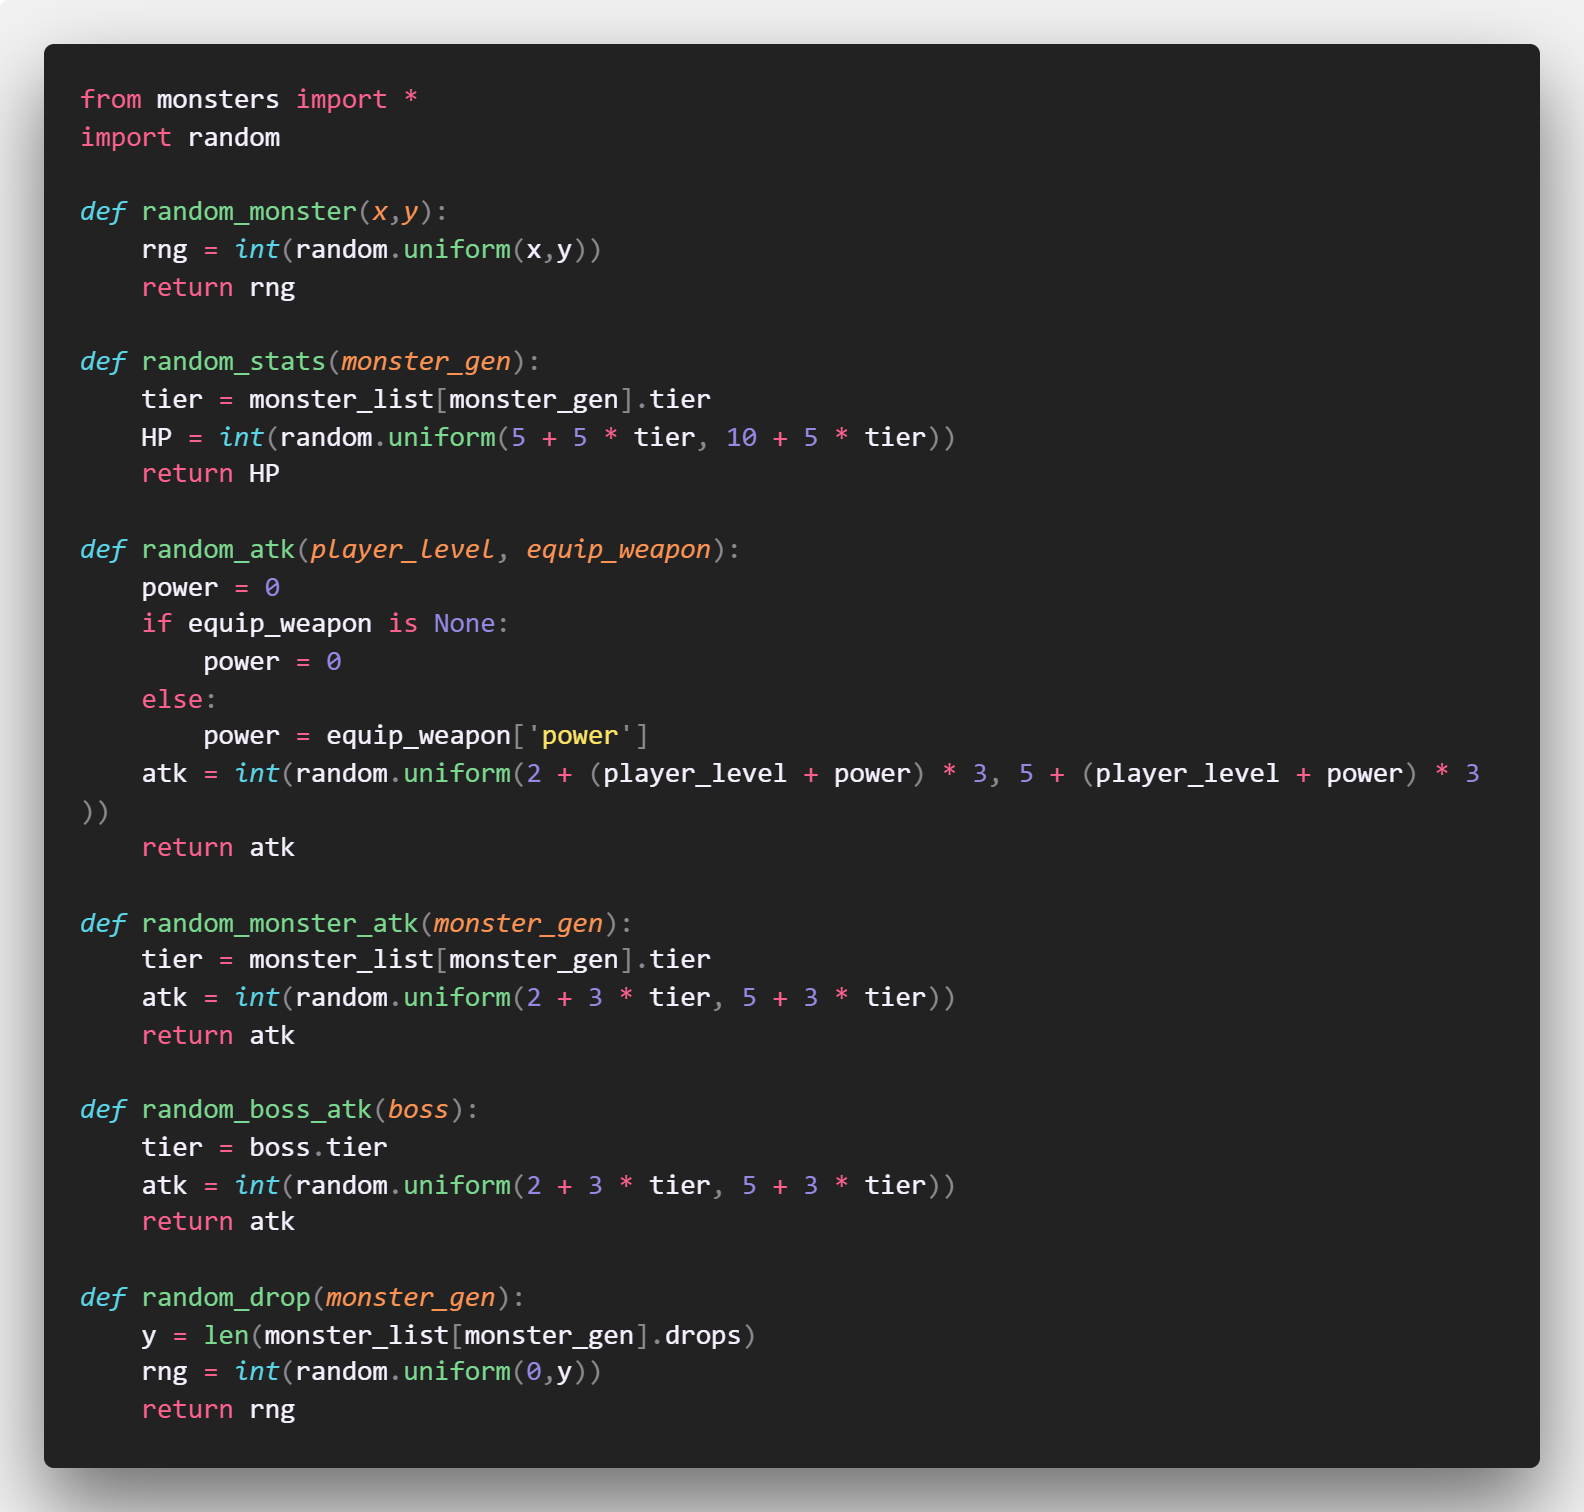 from monsters import *
import random

def random_monster(x,y):
    rng = int(random.uniform(x,y))
    return rng

def random_stats(monster_gen):
    tier = monster_list[monster_gen].tier
    HP = int(random.uniform(5 + 5 * tier, 10 + 5 * tier))
    return HP

def random_atk(player_level, equip_weapon):
    power = 0
    if equip_weapon is None:
        power = 0
    else:
        power = equip_weapon['power']
    atk = int(random.uniform(2 + (player_level + power) * 3, 5 + (player_level + power) * 3
))
    return atk

def random_monster_atk(monster_gen):
    tier = monster_list[monster_gen].tier
    atk = int(random.uniform(2 + 3 * tier, 5 + 3 * tier))
    return atk

def random_boss_atk(boss):
    tier = boss.tier
    atk = int(random.uniform(2 + 3 * tier, 5 + 3 * tier))
    return atk

def random_drop(monster_gen):
    y = len(monster_list[monster_gen].drops)
    rng = int(random.uniform(0,y))
    return rng